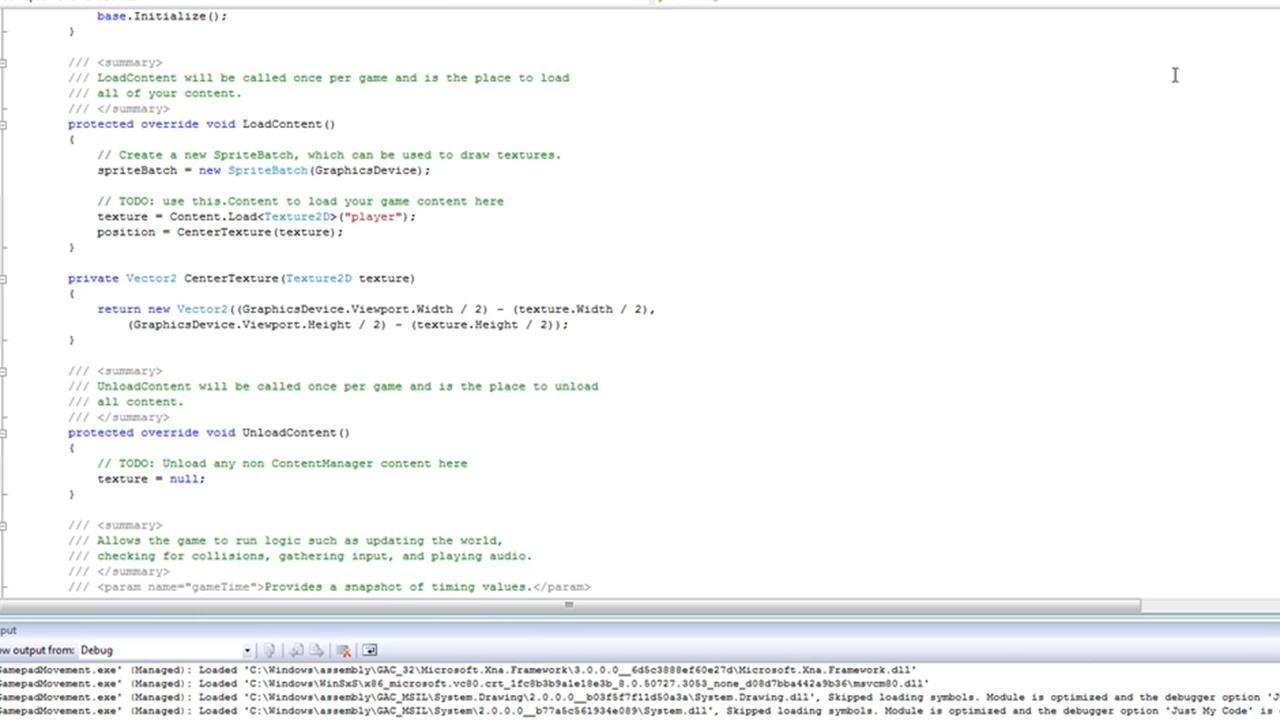 base.Initialize();
}
/// <summary>
/// LoadContent will be called once per game and is the place to load
/// all of your content.
/// </summary>
protected override void LoadContent()
{
// Create a new SpriteBatch, which can be used to draw textures.
spriteBatch = new SpriteBatch(GraphicsDevice);
// TODO: use this.Content to load your game content here
texture = Content.Load<Texture2D>("player");
position = CenterTexture(texture);
}
private Vector2 CenterTexture(Texture2D texture)
{
return new Vector2((GraphicsDevice.Viewport.Width / 2) - (texture.Width / 2),
(GraphicsDevice.Viewport.Height / 2) - (texture.Height / 2));
}
/// <summary>
/// UnloadContent will be called once per game and is the place to unload
/// all content.
/// </summary>
protected override void UnloadContent()
{
// TODO: Unload any non ContentManager content here
texture = null;
}
/// <summary>
/// Allows the game to run logic such as updating the world,
/// checking for collisions, gathering input, and playing audio.
/// </summary>
/// <param name="gameTime">Provides a snapshot of timing values.</param>
put
ow output from: Debug
GamepadMovement.exe' (Managed): Loaded 'C:\Windows\assembly\GAC_32\Microsoft.Xna.Framework\3.0.0.0__6d5c3888ef60e27d\Microsoft.Xna.Framework.dll'
GamepadMovement.exe' (Managed): Loaded 'C:\Windows\WinSxS\x86_microsoft.vc80.crt_1fc8b3b9a1e18e3b_8.0.50727.3053_none_d08d7bba442a9b36\msvcm80.dll'
GamepadMovement.exe' (Managed): Loaded 'C:\Windows\assembly\GAC_MSIL\System.Drawing\2.0.0.0__b03f5f7f11d50a3a\System.Drawing.dll', Skipped loading symbols. Module is optimized and the debugger option 'J
GamepadMovement.exe' (Managed): Loaded 'C:\Windows\assembly\GAC_MSIL\System\2.0.0.0__b77a5c561934e089\System.dll', Skipped loading symbols. Module is optimized and the debugger option 'Just My Code' is